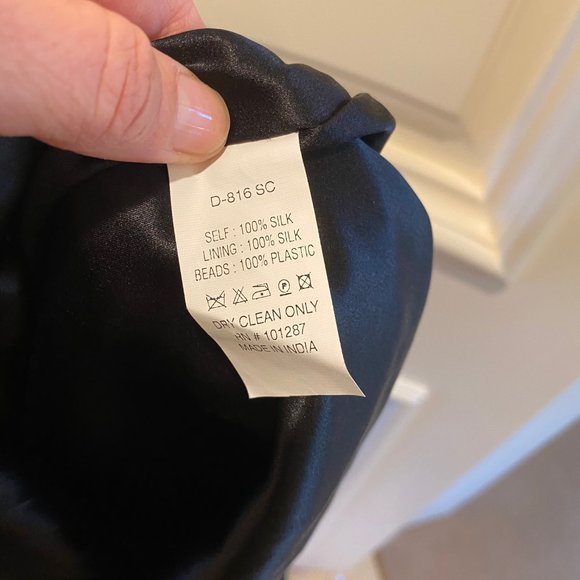 D-816 SC
SELF : 100% SILK
LINING : 100% SILK
BEADS : 100% PLASTIC
DRY CLEAN ONLY
RN # 101287
MADE IN INDIA